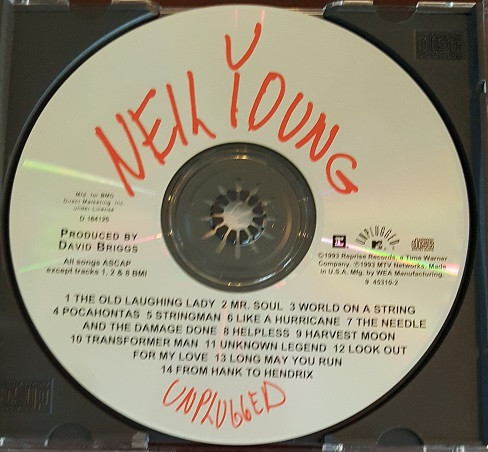 NEIL YOUNG
Mfg. for BMG
Direct Marketing, Inc.
under License
D 164125
PRODUCED BY
DAVID BRIGGS
All songs ASCAP
except tracks 1, 2 & 8 BMI
UNPLUGGED
©1993 Reprise Records, a Time Warner
Company. ℗1993 MTV Networks. Made
in U.S.A. Mfg. by WEA Manufacturing.
9 45310-2
1 THE OLD LAUGHING LADY 2 MR. SOUL 3 WORLD ON A STRING
4 POCAHONTAS 5 STRINGMAN 6 LIKE A HURRICANE 7 THE NEEDLE
AND THE DAMAGE DONE 8 HELPLESS 9 HARVEST MOON
10 TRANSFORMER MAN 11 UNKNOWN LEGEND 12 LOOK OUT
FOR MY LOVE 13 LONG MAY YOU RUN
14 FROM HANK TO HENDRIX
UNPLUGGED